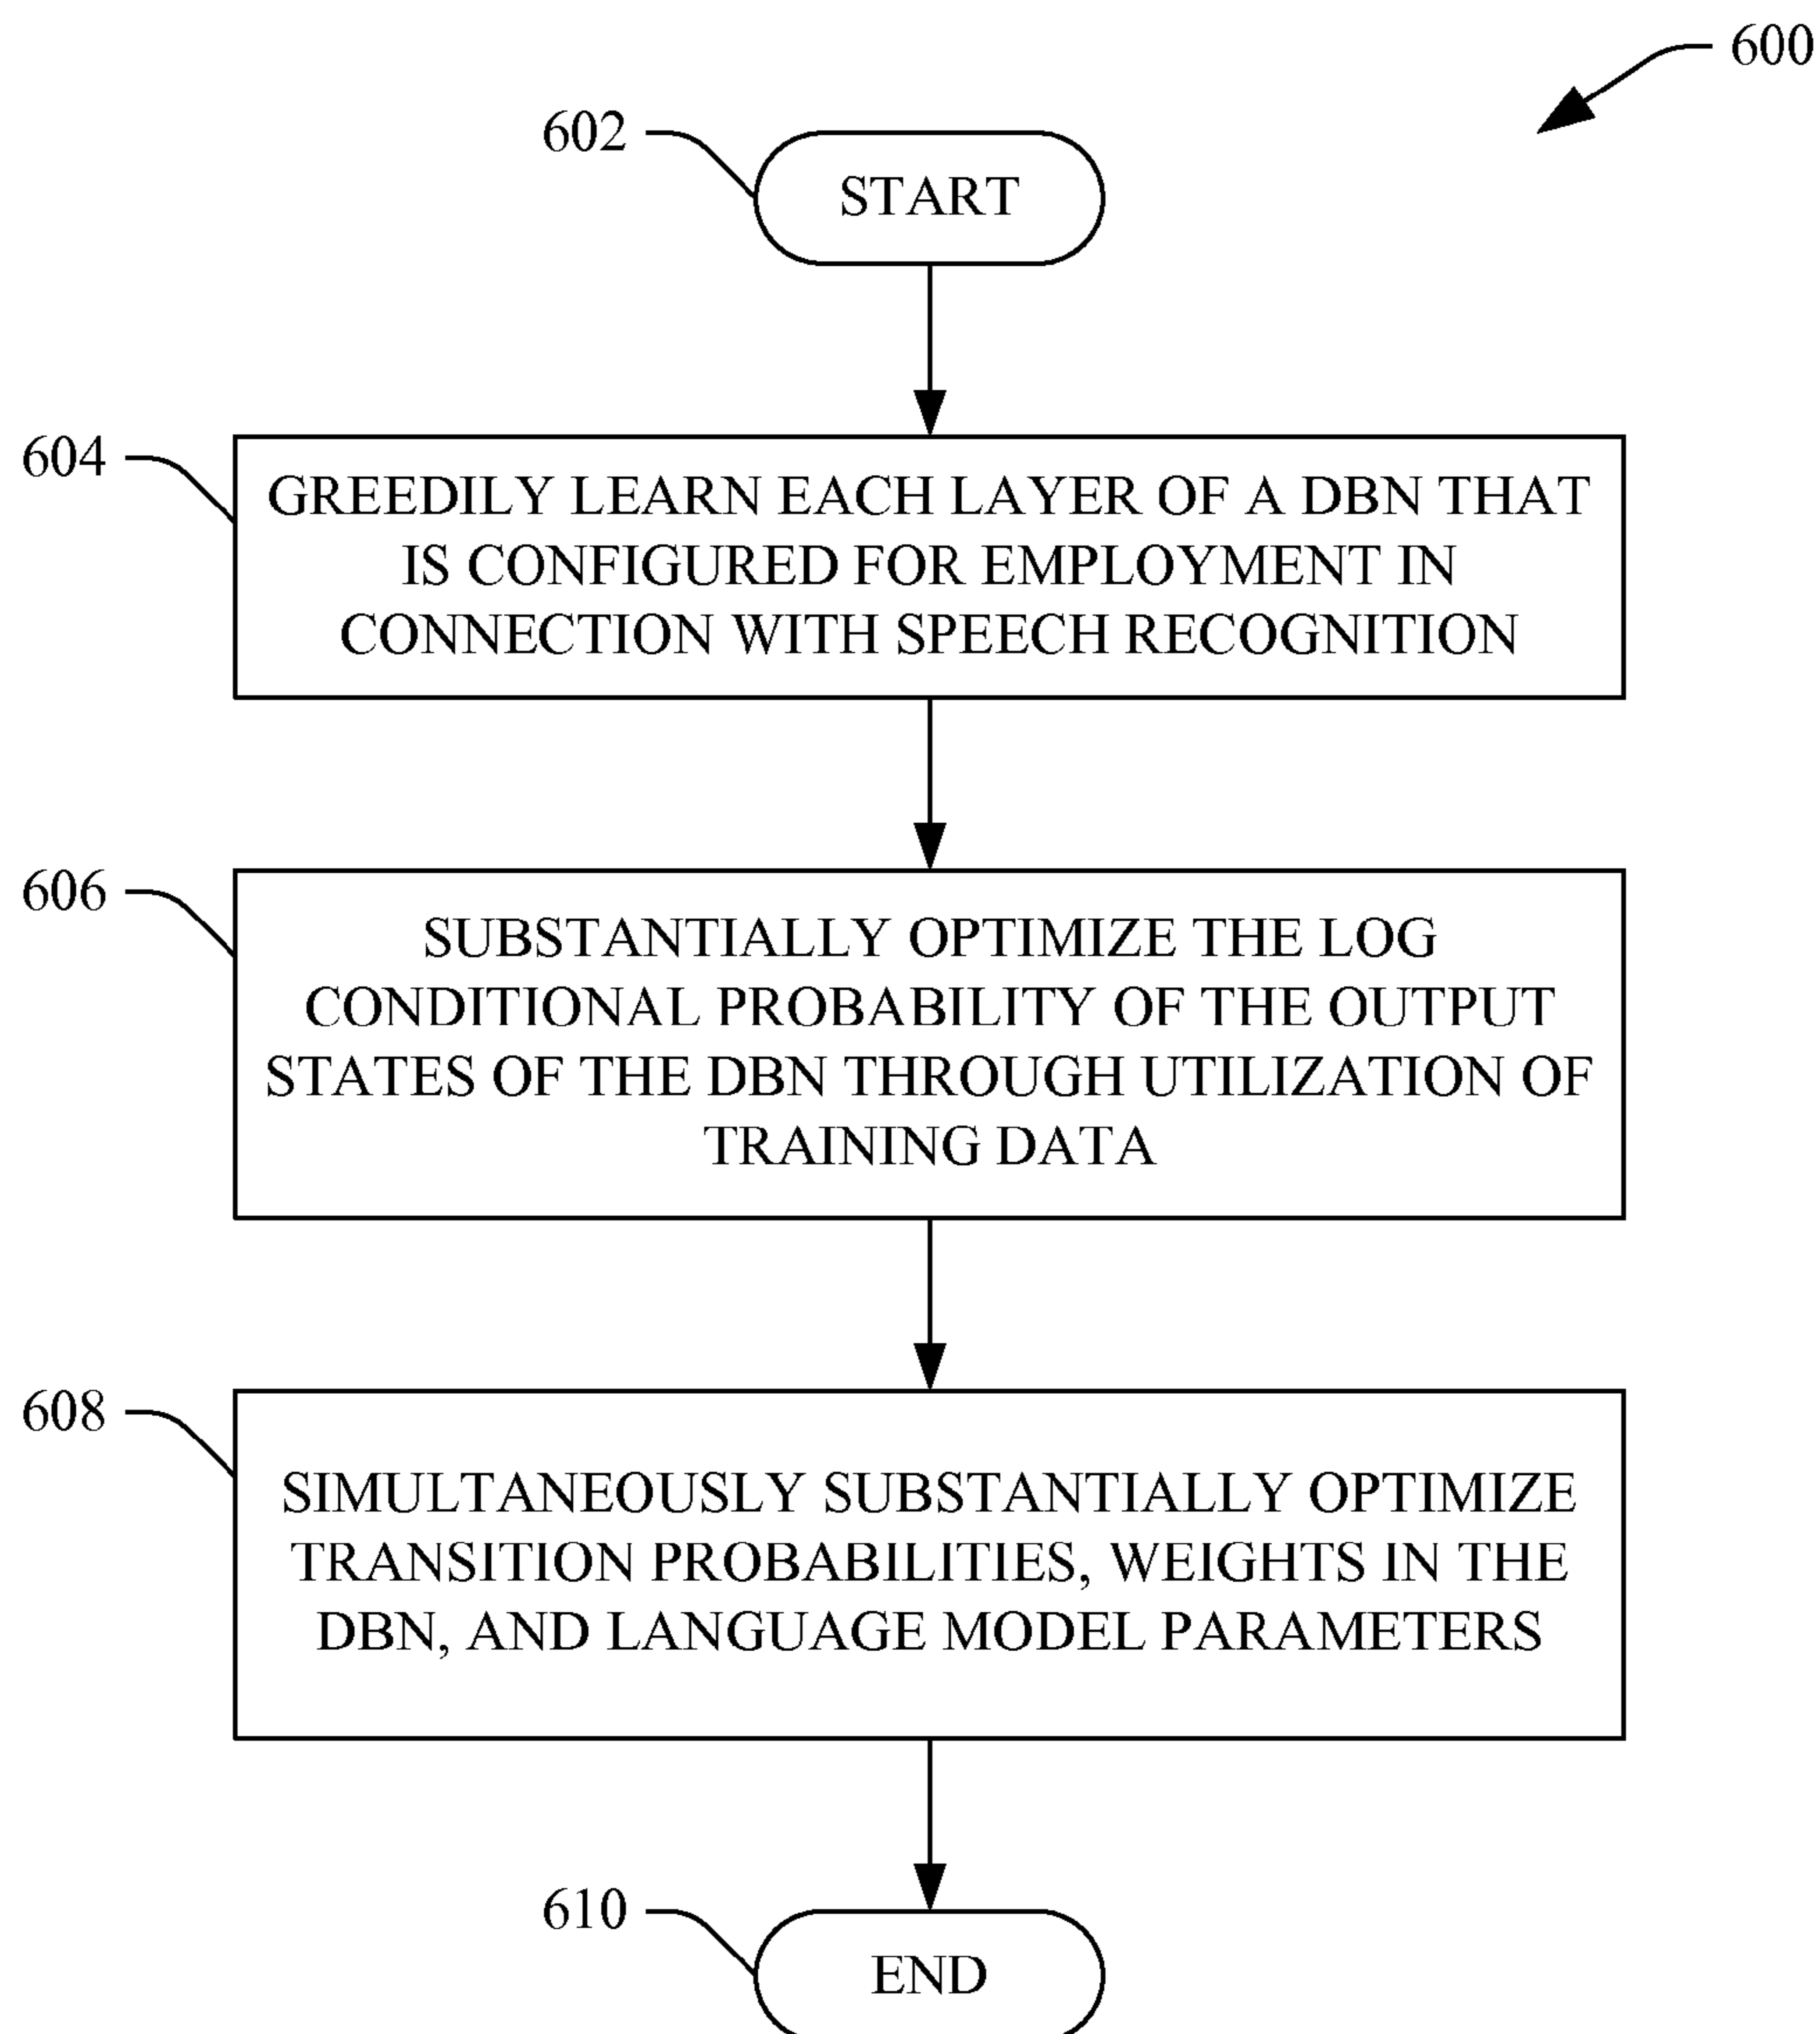 600
602
START
604
GREEDILY LEARN EACH LAYER OF A DBN THAT
IS CONFIGURED FOR EMPLOYMENT IN
CONNECTION WITH SPEECH RECOGNITION
606
SUBSTANTIALLY OPTIMIZE THE LOG
CONDITIONAL PROBABILITY OF THE OUTPUT
STATES OF THE DBN THROUGH UTILIZATION OF
TRAINING DATA
608
SIMULTANEOUSLY SUBSTANTIALLY OPTIMIZE
TRANSITION PROBABILITIES, WEIGHTS IN THE
DBN, AND LANGUAGE MODEL PARAMETERS
610
END